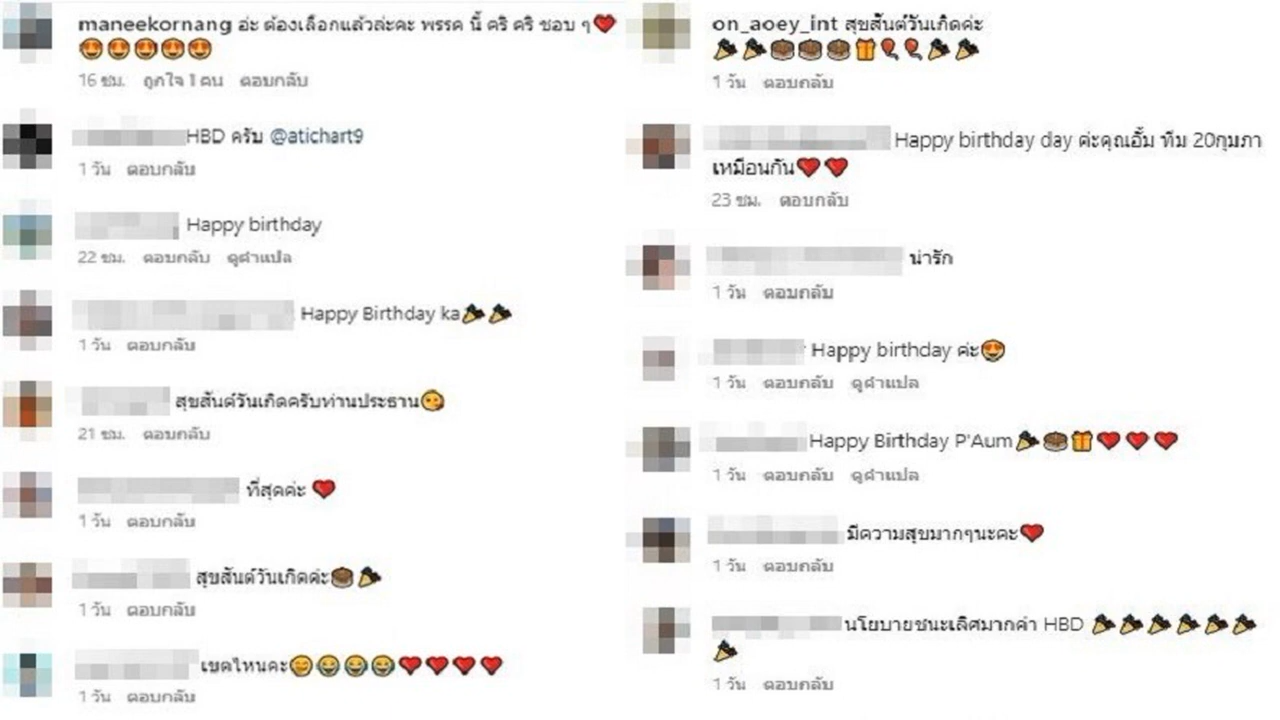 maneekornang อ่ะ ต้องเลือกแล้วล่ะคะ พรรค นี้ คริ คริ ชอบ ๆ❤️
😍😍😍😍😍
16 ชม. ถูกใจ 1 คน ตอบกลับ
HBD ครับ @atichart9
1 วัน ตอบกลับ
Happy birthday
22 ชม. ตอบกลับ ดูคำแปล
Happy Birthday ka🎉🎉
1 วัน ตอบกลับ
สุขสันต์วันเกิดครับท่านประธาน😋
21 ชม. ตอบกลับ
ที่สุดค่ะ ❤️
1 วัน ตอบกลับ
สุขสันต์วันเกิดค่ะ🎂🎉
1 วัน ตอบกลับ
เขตไหนคะ😊😂😂😂❤️❤️❤️❤️
1 วัน ตอบกลับ
on_aoey_int สุขสันต์วันเกิดค่ะ
🎉🎉🎂🎂🎂🎁🎈🎈🎉🎉
1 วัน ตอบกลับ
Happy birthday day ค่ะคุณอั้ม ทีม 20กุมภา
เหมือนกัน❤️❤️
23 ชม. ตอบกลับ
น่ารัก
1 วัน ตอบกลับ
Happy birthday ค่ะ😍
1 วัน ตอบกลับ ดูคำแปล
Happy Birthday P'Aum🎉🎂🎁❤️❤️❤️
1 วัน ตอบกลับ ดูคำแปล
มีความสุขมากๆนะคะ❤️
1 วัน ตอบกลับ
นโยบายชนะเลิศมากค่า HBD 🎉🎉🎉🎉🎉🎉
🎉
1 วัน ตอบกลับ